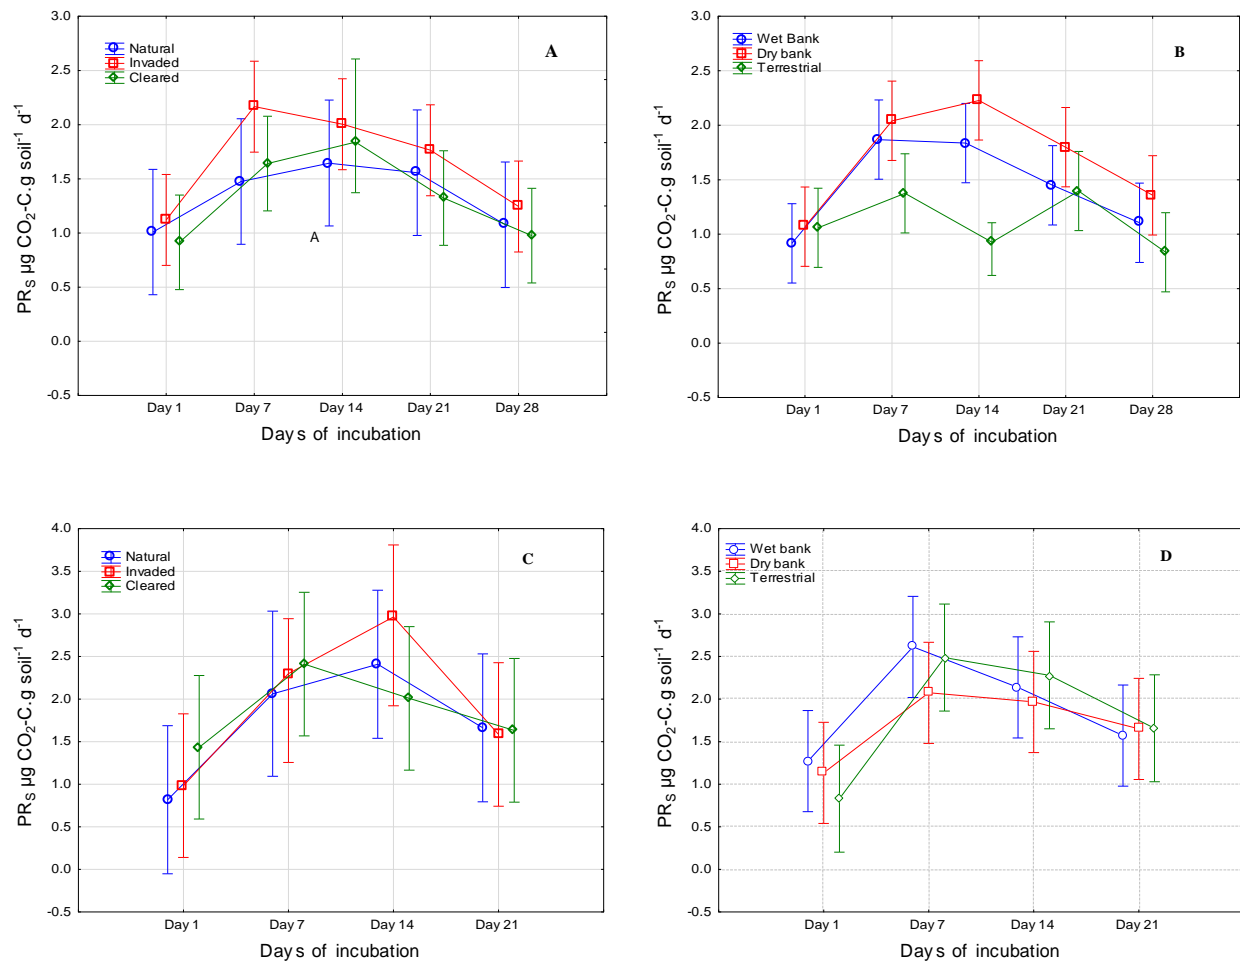 3.0
2.5
2.0
1.5
1.0
0.5
0.0
-0.5
PRS µg CO2-C.g soil-1 d-1
Natural
Invaded
Cleared
A
A
Day 1 Day 7 Day 14 Day 21 Day 28
Days of incubation
3.0
2.5
2.0
1.5
1.0
0.5
0.0
-0.5
PRS µg CO2-C.g soil-1 d-1
Wet Bank
Dry bank
Terrestrial
B
Day 1 Day 7 Day 14 Day 21 Day 28
Days of incubation
4.0
3.5
3.0
2.5
2.0
1.5
1.0
0.5
0.0
-0.5
PRS µg CO2-C.g soil-1 d-1
Natural
Invaded
Cleared
C
Day 1 Day 7 Day 14 Day 21
Days of incubation
4.0
3.5
3.0
2.5
2.0
1.5
1.0
0.5
0.0
-0.5
PRS µg CO2-C.g soil-1 d-1
Wet bank
Dry bank
Terrestrial
D
Day 1 Day 7 Day 14 Day 21
Days of incubation